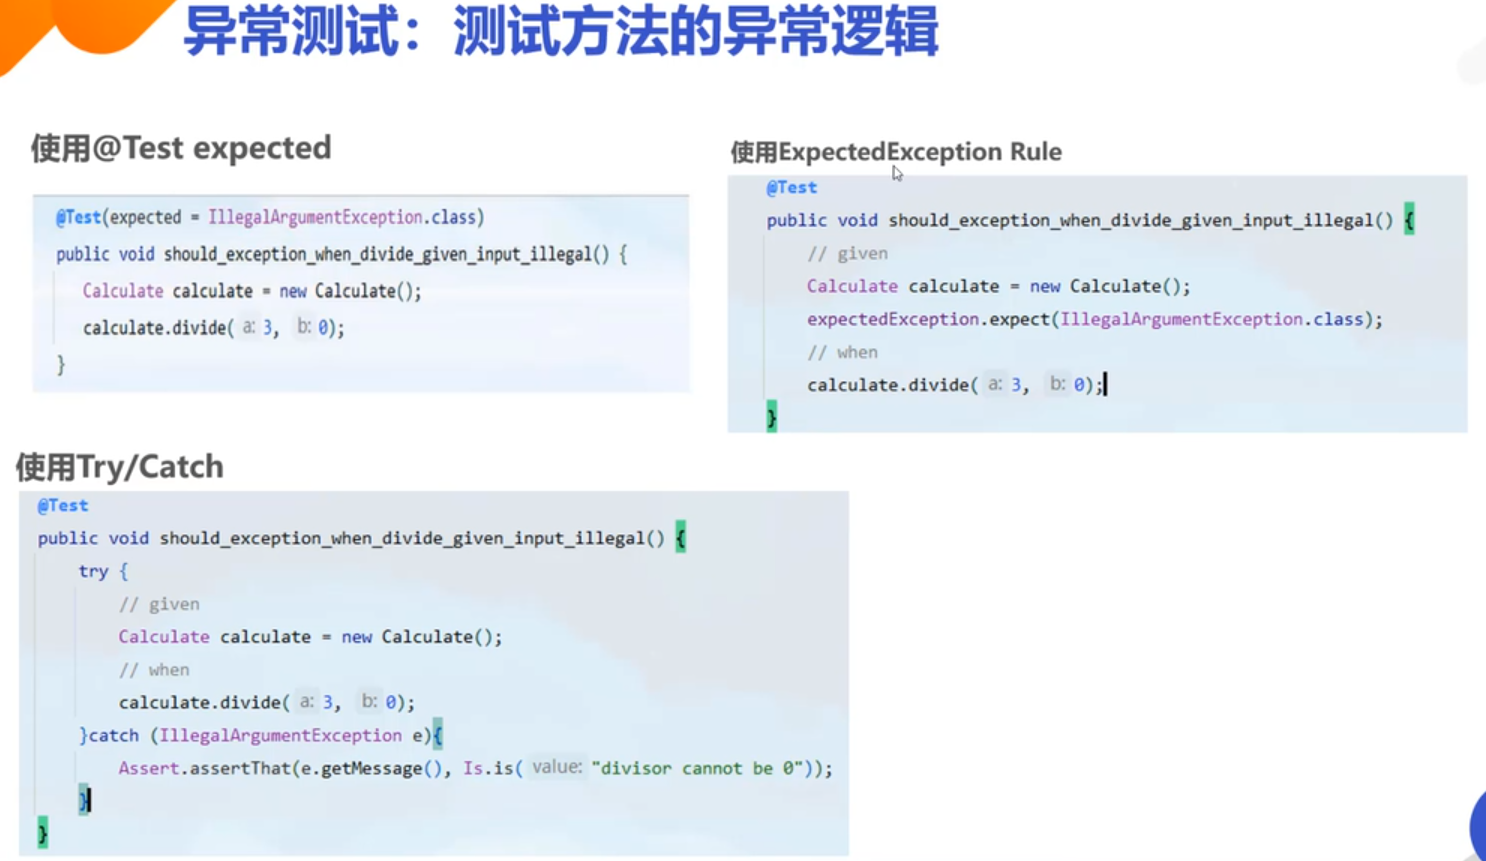 异常测试：测试方法的异常逻辑
使用@Test expected
@Test(expected = IllegalArgumentException.class)
public void should_exception_when_divide_given_input_illegal() {
Calculate calculate = new Calculate();
calculate.divide( a: 3, b: 0);
}
使用ExpectedException Rule
@Test
public void should_exception_when_divide_given_input_illegal() {
// given
Calculate calculate = new Calculate();
expectedException.expect(IllegalArgumentException.class);
// when
calculate.divide( a: 3, b: 0);
}
使用Try/Catch
@Test
public void should_exception_when_divide_given_input_illegal() {
try {
// given
Calculate calculate = new Calculate();
// when
calculate.divide( a: 3, b: 0);
}catch (IllegalArgumentException e){
Assert.assertThat(e.getMessage(), Is.is( value: "divisor cannot be 0"));
}
}